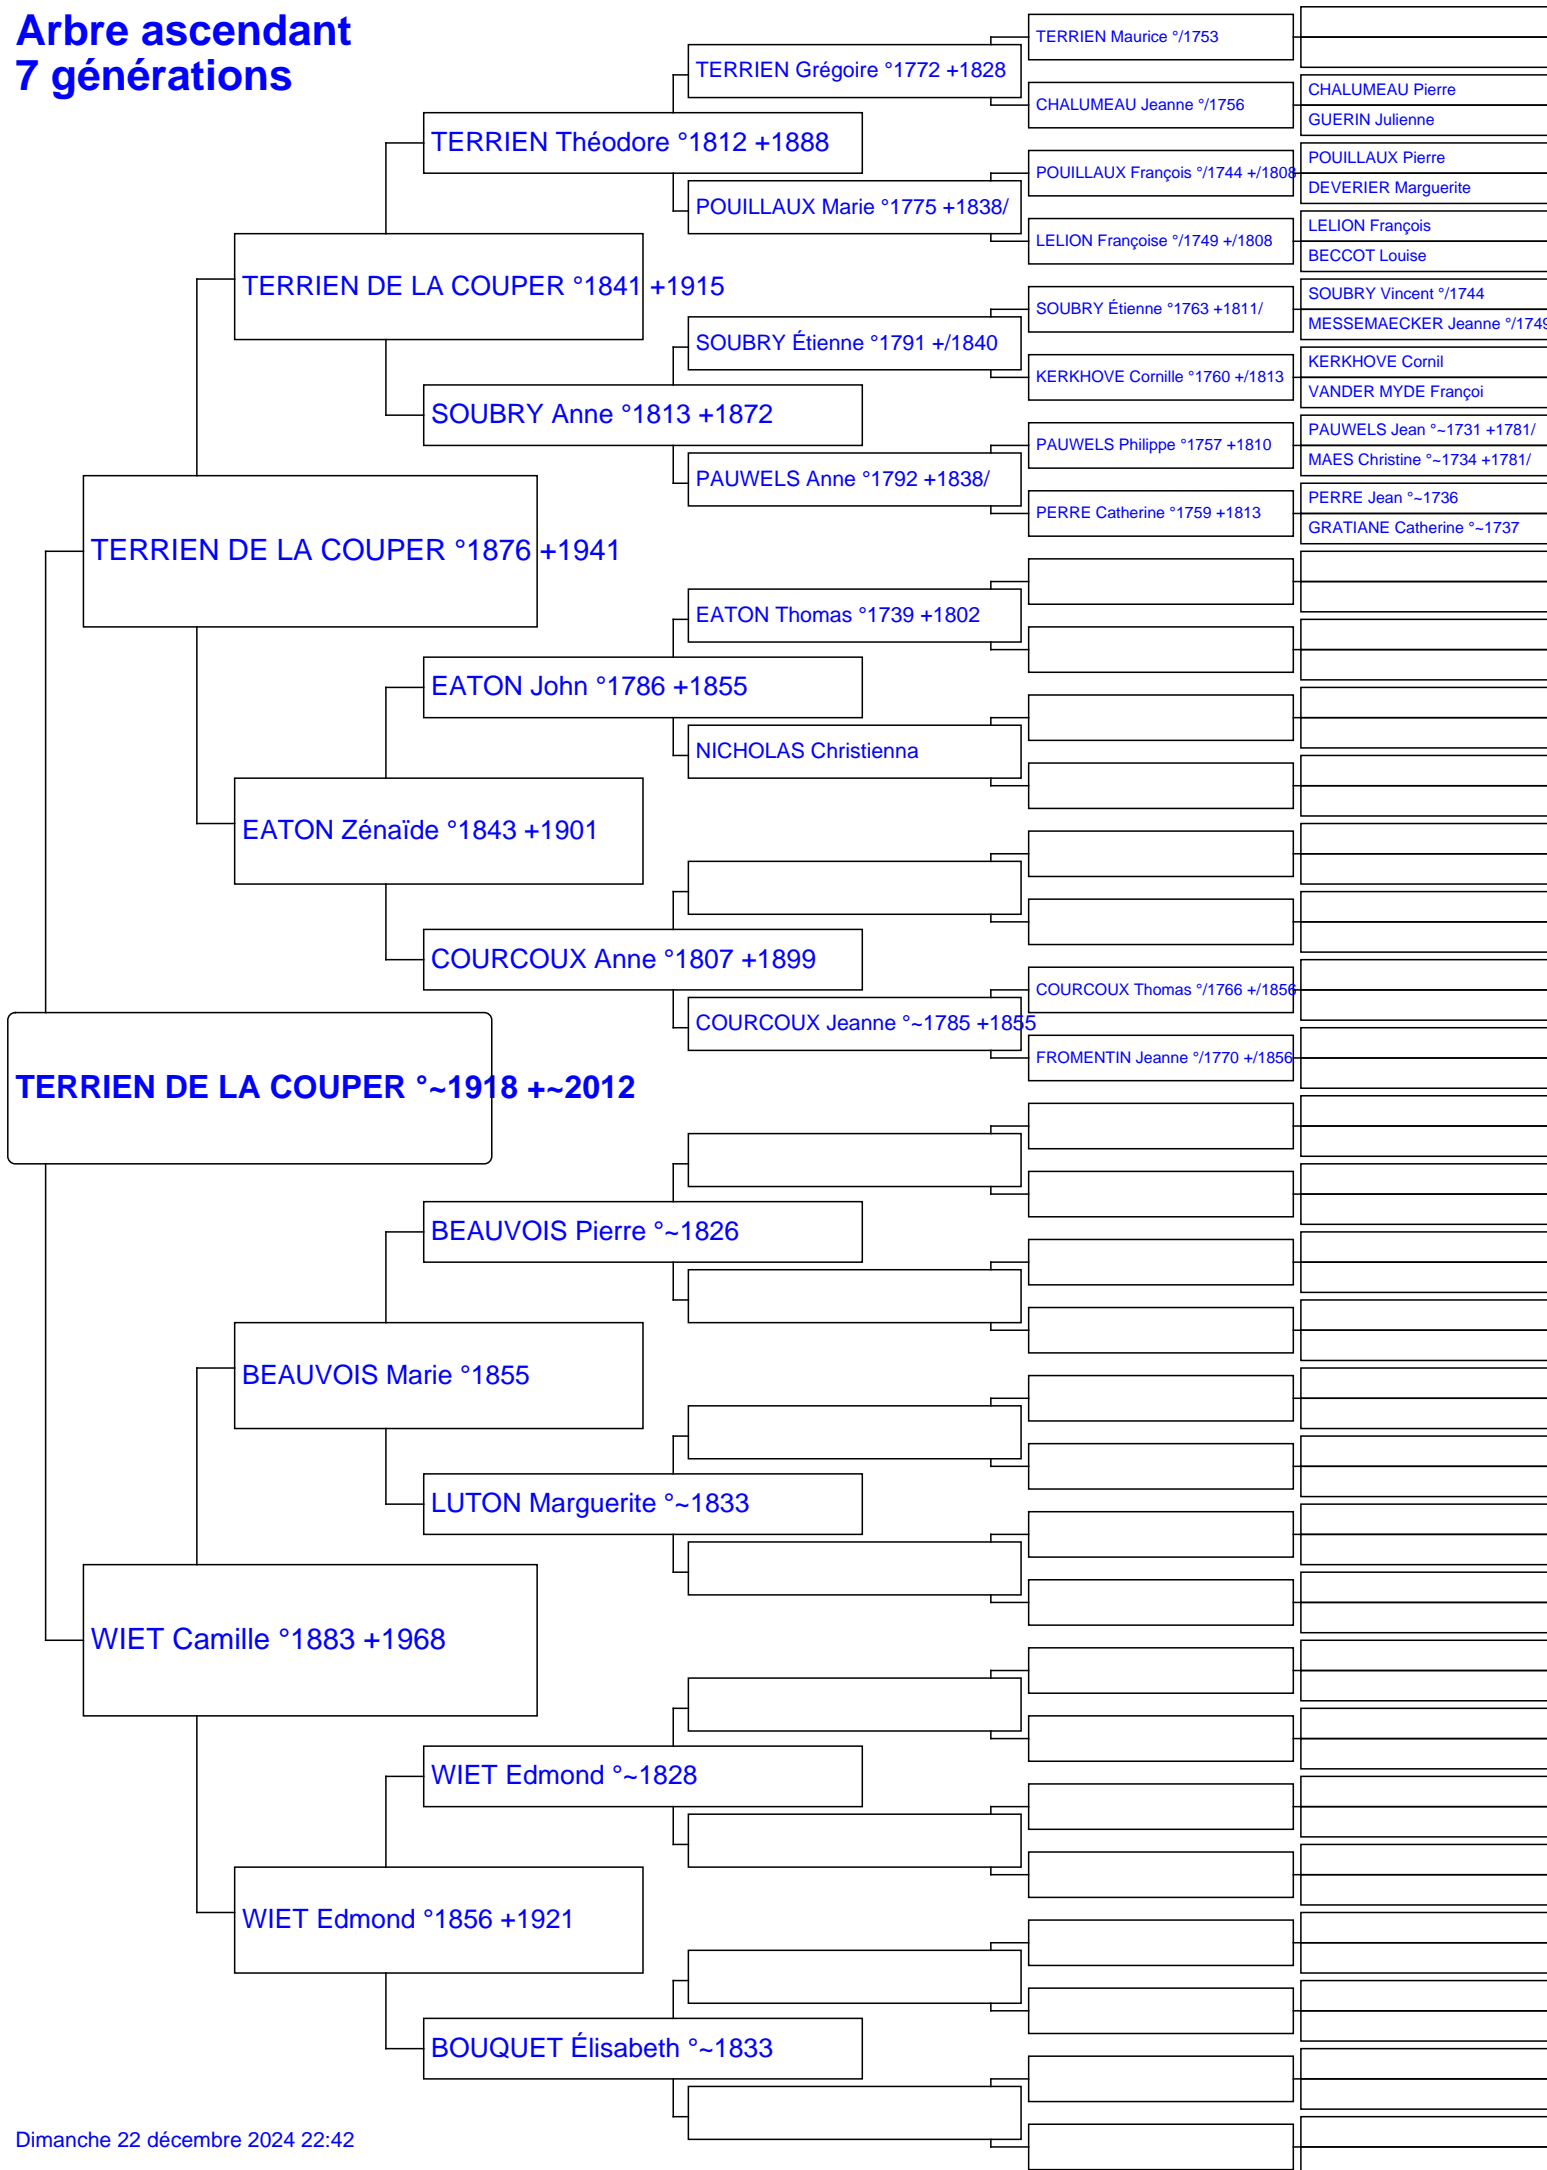 Arbre ascendant
7 générations
TERRIEN Maurice °/1753
TERRIEN Grégoire °1772 +1828
CHALUMEAU Pierre
CHALUMEAU Jeanne °/1756
GUERIN Julienne
TERRIEN Théodore °1812 +1888
POUILLAUX Pierre
POUILLAUX François °/1744 +/1808
DEVERIER Marguerite
POUILLAUX Marie °1775 +1838/
LELION François
LELION Françoise °/1749 +/1808
BECCOT Louise
TERRIEN DE LA COUPER °1841 +1915
SOUBRY Vincent °/1744
SOUBRY Étienne °1763 +1811/
MESSEMAECKER Jeanne °/1749
SOUBRY Étienne °1791 +/1840
KERKHOVE Cornil
KERKHOVE Cornille °1760 +/1813
VANDER MYDE Françoi
SOUBRY Anne °1813 +1872
PAUWELS Jean °~1731 +1781/
PAUWELS Philippe °1757 +1810
MAES Christine °~1734 +1781/
PAUWELS Anne °1792 +1838/
PERRE Jean °~1736
PERRE Catherine °1759 +1813
GRATIANE Catherine °~1737
TERRIEN DE LA COUPER °1876 +1941
EATON Thomas °1739 +1802
EATON John °1786 +1855
NICHOLAS Christienna
EATON Zénaïde °1843 +1901
COURCOUX Anne °1807 +1899
COURCOUX Thomas °/1766 +/1856
COURCOUX Jeanne °~1785 +1855
FROMENTIN Jeanne °/1770 +/1856
TERRIEN DE LA COUPER °~1918 +~2012
BEAUVOIS Pierre °~1826
BEAUVOIS Marie °1855
LUTON Marguerite °~1833
WIET Camille °1883 +1968
WIET Edmond °~1828
WIET Edmond °1856 +1921
BOUQUET Élisabeth °~1833
Dimanche 22 décembre 2024 22:42